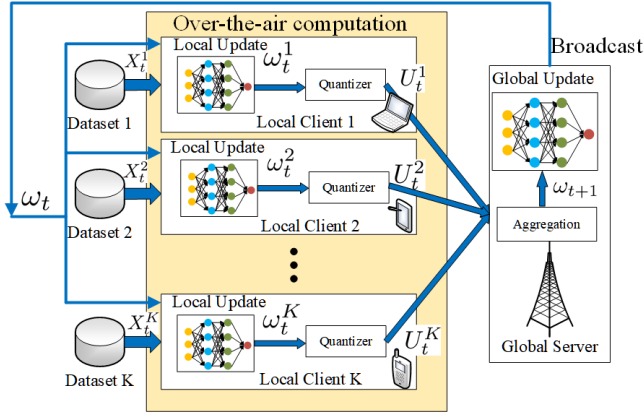 Over-the-air computation
Broadcast
Local Update
X_t^1
ω_t^1
Quantizer
U_t^1
Dataset 1
Local Client 1
Global Update
Local Update
X_t^2
ω_t^2
Quantizer
U_t^2
ω_t
Dataset 2
Local Client 2
ω_{t+1}
Aggregation
Local Update
X_t^K
ω_t^K
Quantizer
U_t^K
Dataset K
Local Client K
Global Server